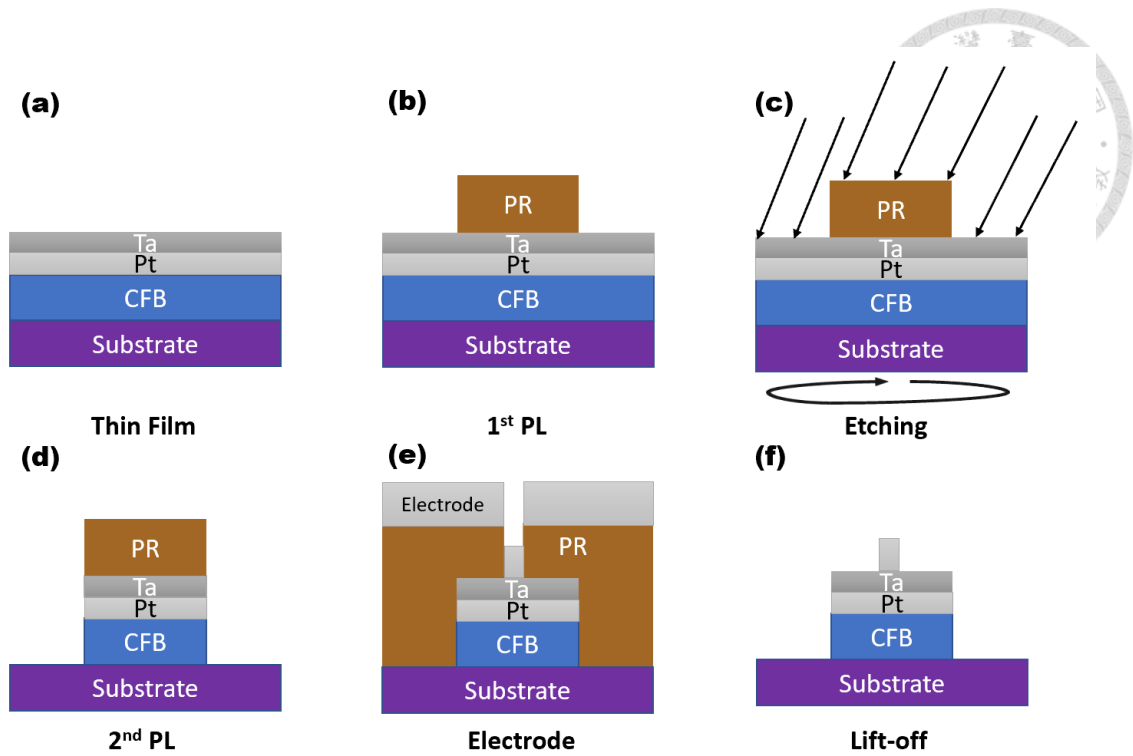 (a)
Ta
Pt
CFB
Substrate
Thin Film
(b)
PR
Ta
Pt
CFB
Substrate
1st PL
(c)
PR
Ta
Pt
CFB
Substrate
Etching
(d)
PR
Ta
Pt
CFB
Substrate
2nd PL
(e)
Electrode
PR
Ta
Pt
CFB
Substrate
Electrode
(f)
Ta
Pt
CFB
Substrate
Lift-off